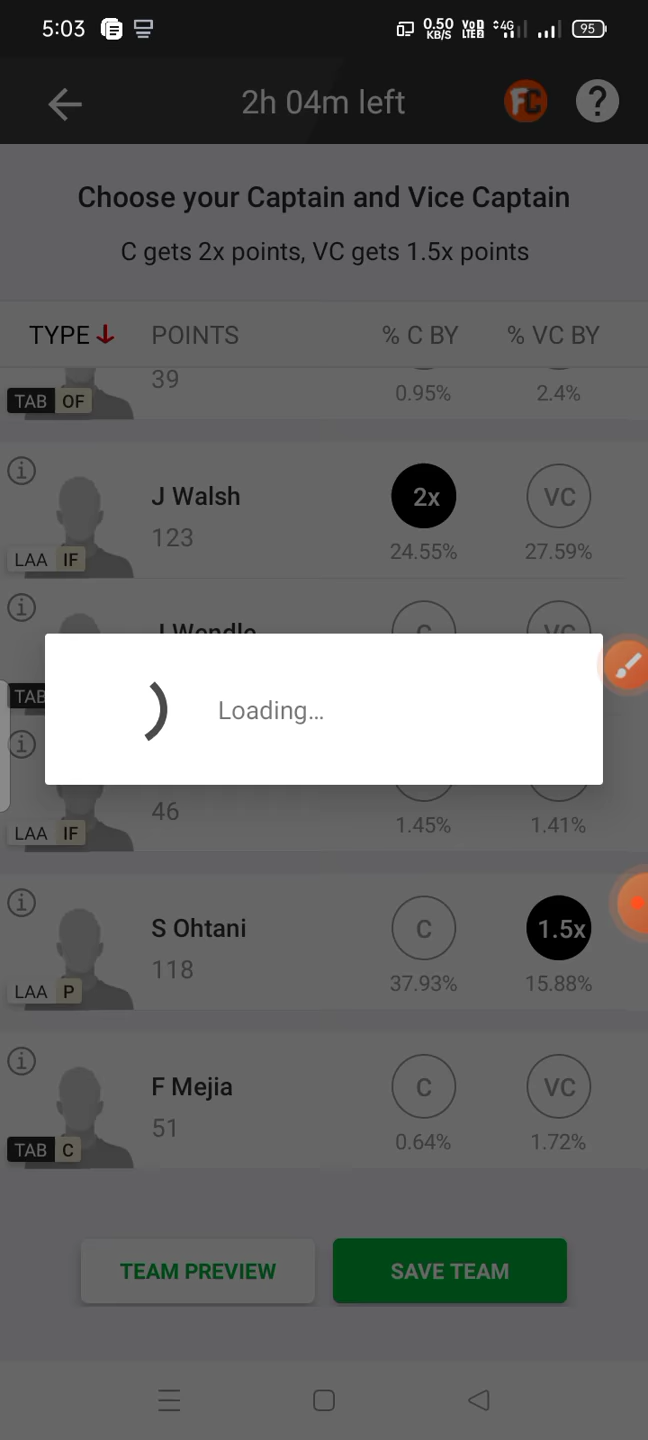 5:03
0.50 KB/S
VoD LTE2
4G
95
2h 04m left
FC
?
Choose your Captain and Vice Captain
C gets 2x points, VC gets 1.5x points
TYPE POINTS % C BY % VC BY
39
TAB OF
0.95% 2.4%
J Walsh
2x VC
123
LAA IF
24.55% 27.59%
J Wendle
C VC
TAB
Loading...
46
LAA IF
1.45% 1.41%
S Ohtani
C 1.5x
118
LAA P
37.93% 15.88%
F Mejia
C VC
51
TAB C
0.64% 1.72%
TEAM PREVIEW SAVE TEAM